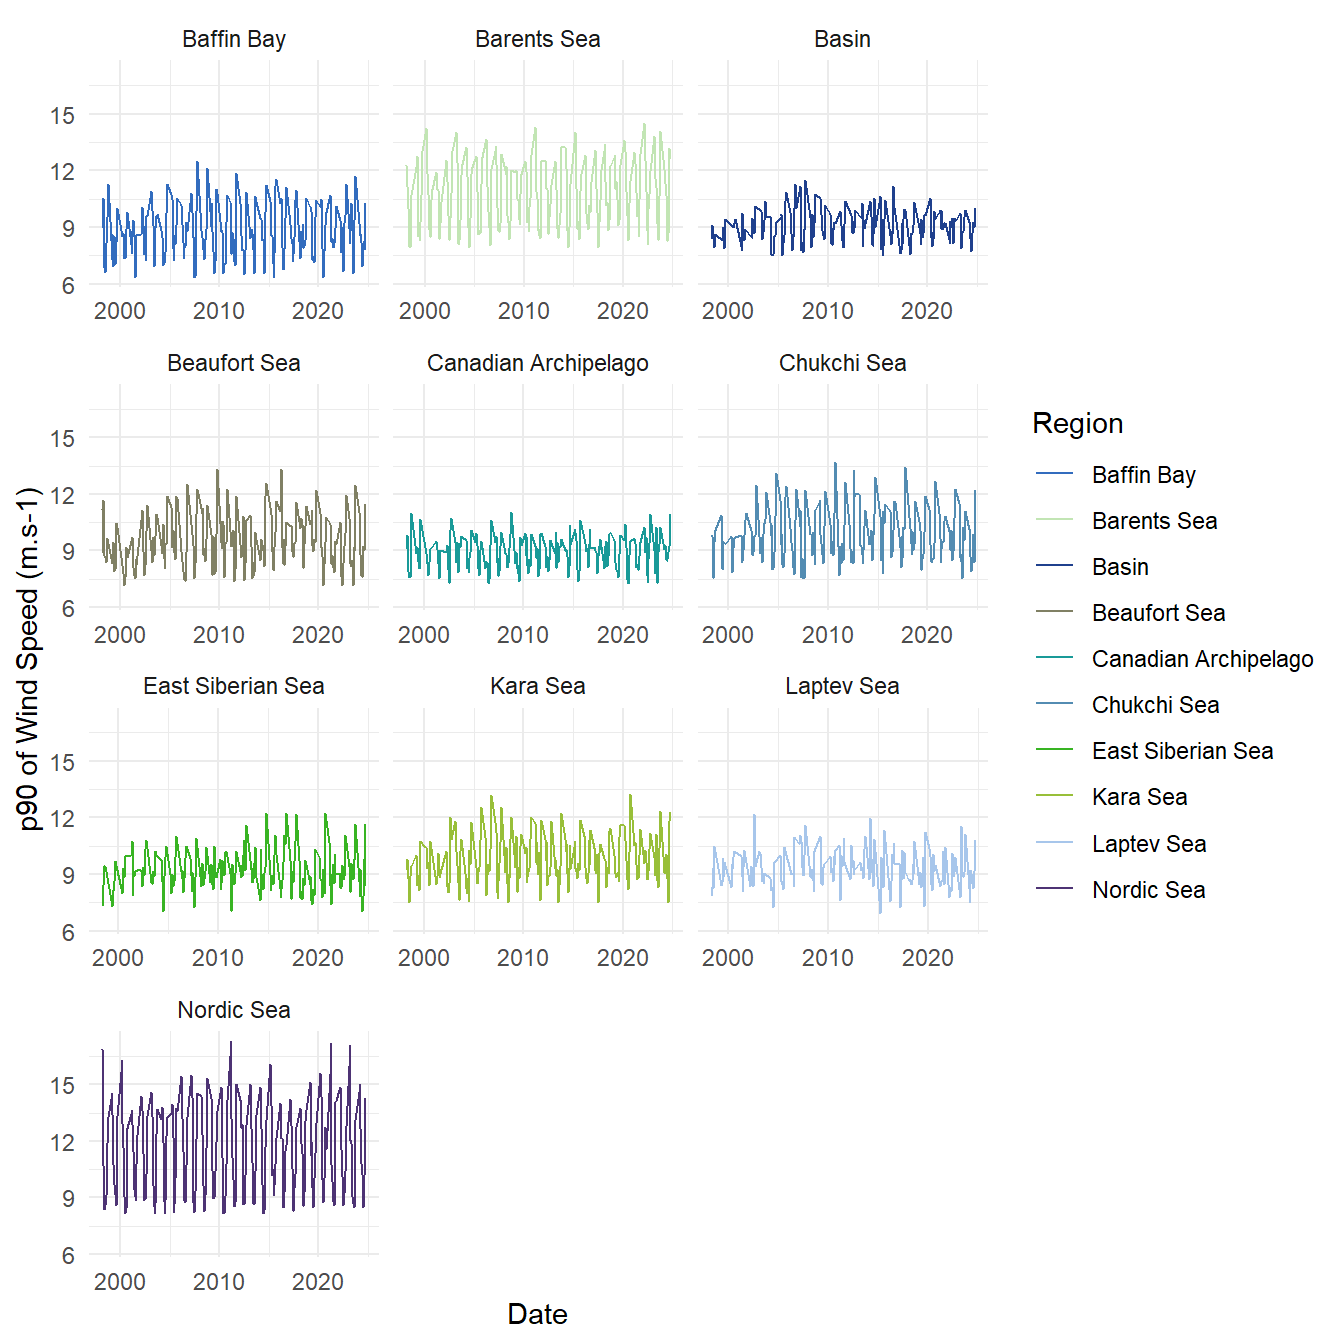 Baffin Bay
Barents Sea
Basin
15
12
9
6
2000 2010 2020
2000 2010 2020
2000 2010 2020
Beaufort Sea
Canadian Archipelago
Chukchi Sea
15
12
9
6
2000 2010 2020
2000 2010 2020
2000 2010 2020
East Siberian Sea
Kara Sea
Laptev Sea
15
12
9
6
2000 2010 2020
2000 2010 2020
2000 2010 2020
Nordic Sea
15
12
9
6
2000 2010 2020
p90 of Wind Speed (m.s-1)
Date
Region
Baffin Bay
Barents Sea
Basin
Beaufort Sea
Canadian Archipelago
Chukchi Sea
East Siberian Sea
Kara Sea
Laptev Sea
Nordic Sea